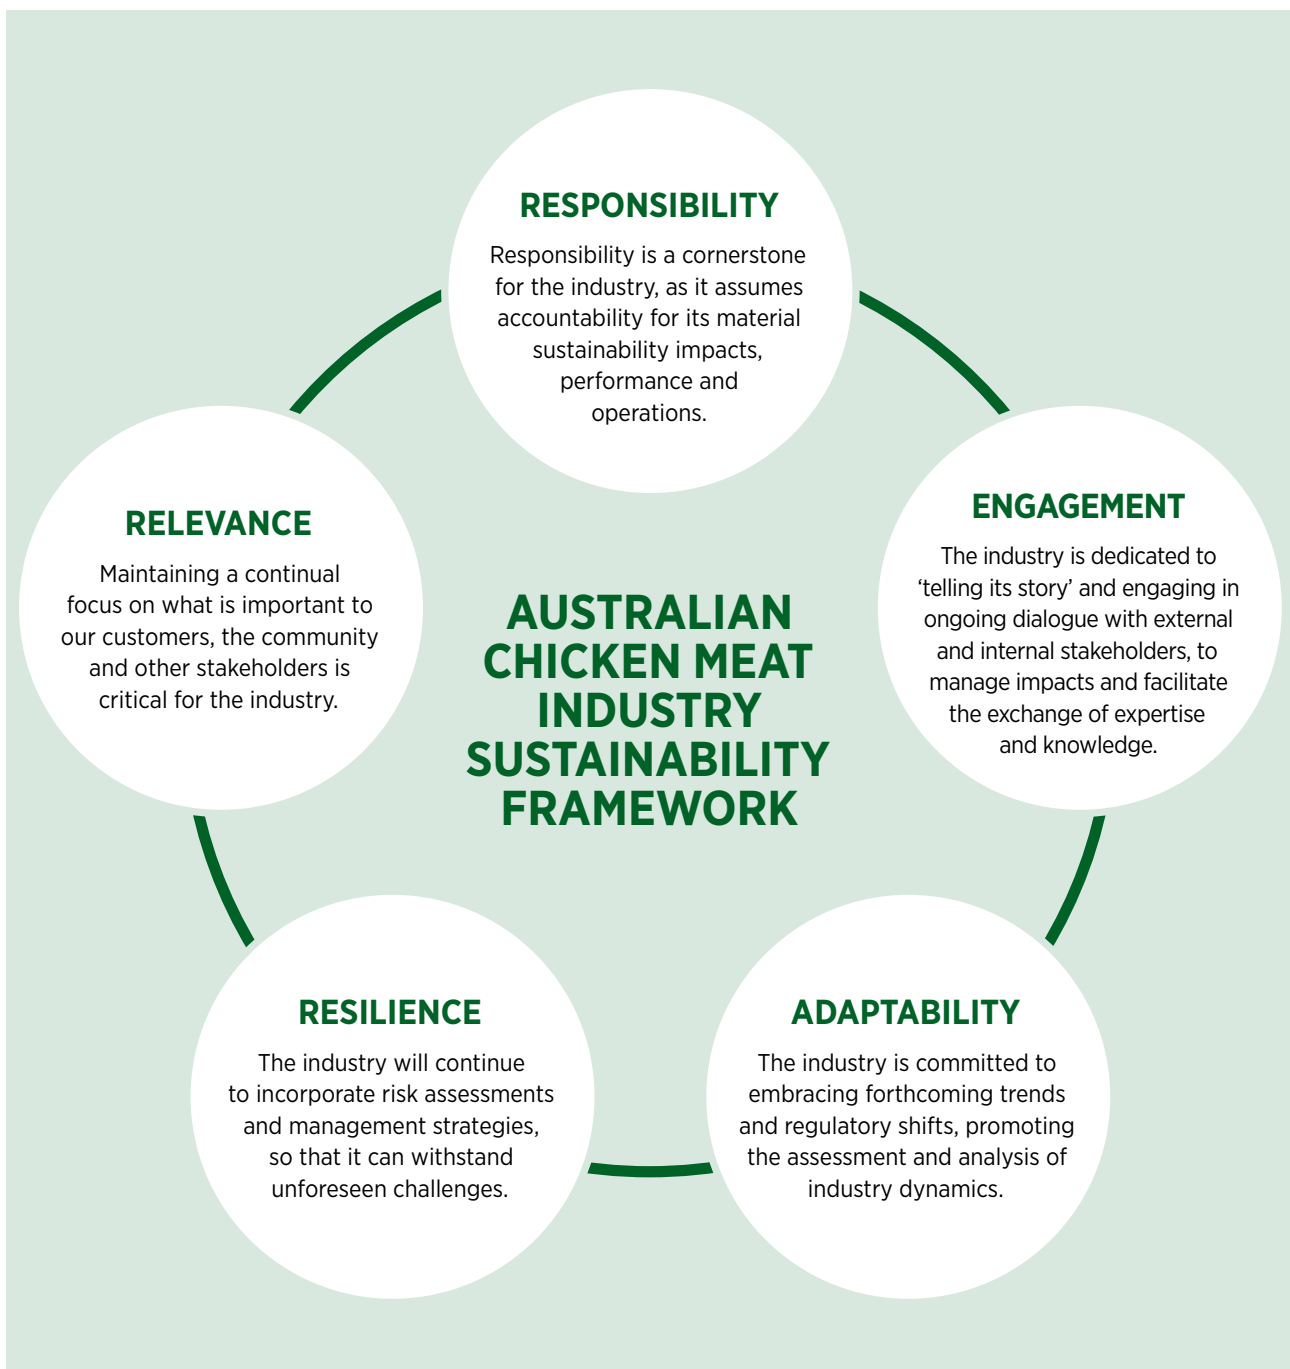 RESPONSIBILITY
Responsibility is a cornerstone
for the industry, as it assumes
accountability for its material
sustainability impacts,
performance and
operations.
ENGAGEMENT
The industry is dedicated to
‘telling its story’ and engaging in
ongoing dialogue with external
and internal stakeholders, to
manage impacts and facilitate
the exchange of expertise
and knowledge.
RELEVANCE
Maintaining a continual
focus on what is important to
our customers, the community
and other stakeholders is
critical for the industry.
AUSTRALIAN
CHICKEN MEAT
INDUSTRY
SUSTAINABILITY
FRAMEWORK
RESILIENCE
The industry will continue
to incorporate risk assessments
and management strategies,
so that it can withstand
unforeseen challenges.
ADAPTABILITY
The industry is committed to
embracing forthcoming trends
and regulatory shifts, promoting
the assessment and analysis of
industry dynamics.